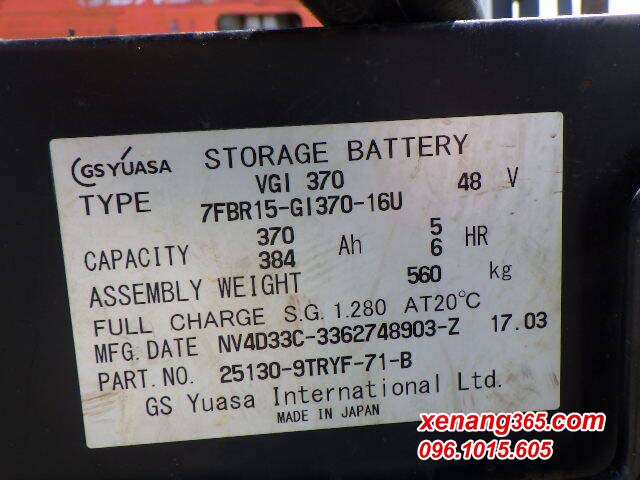 GS YUASA STORAGE BATTERY
TYPE VGI 370 48 V
7FBR15-GI370-16U
CAPACITY 370 Ah 5 HR
384 6
ASSEMBLY WEIGHT 560 kg
FULL CHARGE S.G. 1.280 AT20°C
MFG. DATE NV4D33C-3362748903-Z 17.03
PART. NO. 25130-9TRYF-71-B
GS Yuasa International Ltd.
MADE IN JAPAN
xenang365.com
096.1015.605